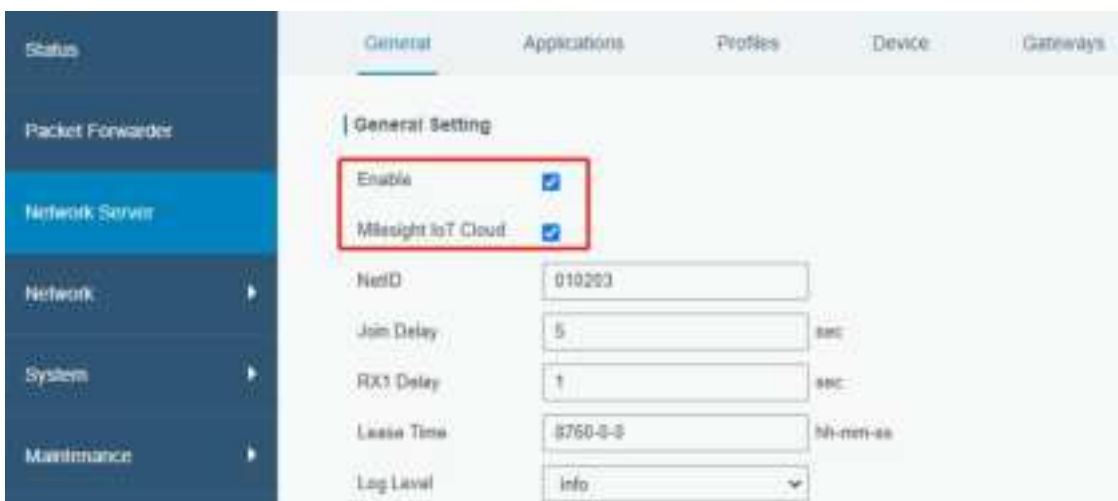 Status
General Applications Profiles Device Gateways
Packet Forwarder
General Setting
Enable
Network Server
Milesight IoT Cloud
NetID 010203
Network
Join Delay 5 sec
System
RX1 Delay 1 sec
Lease Time 8760-0-0 hh-mm-ss
Maintenance
Log Level info